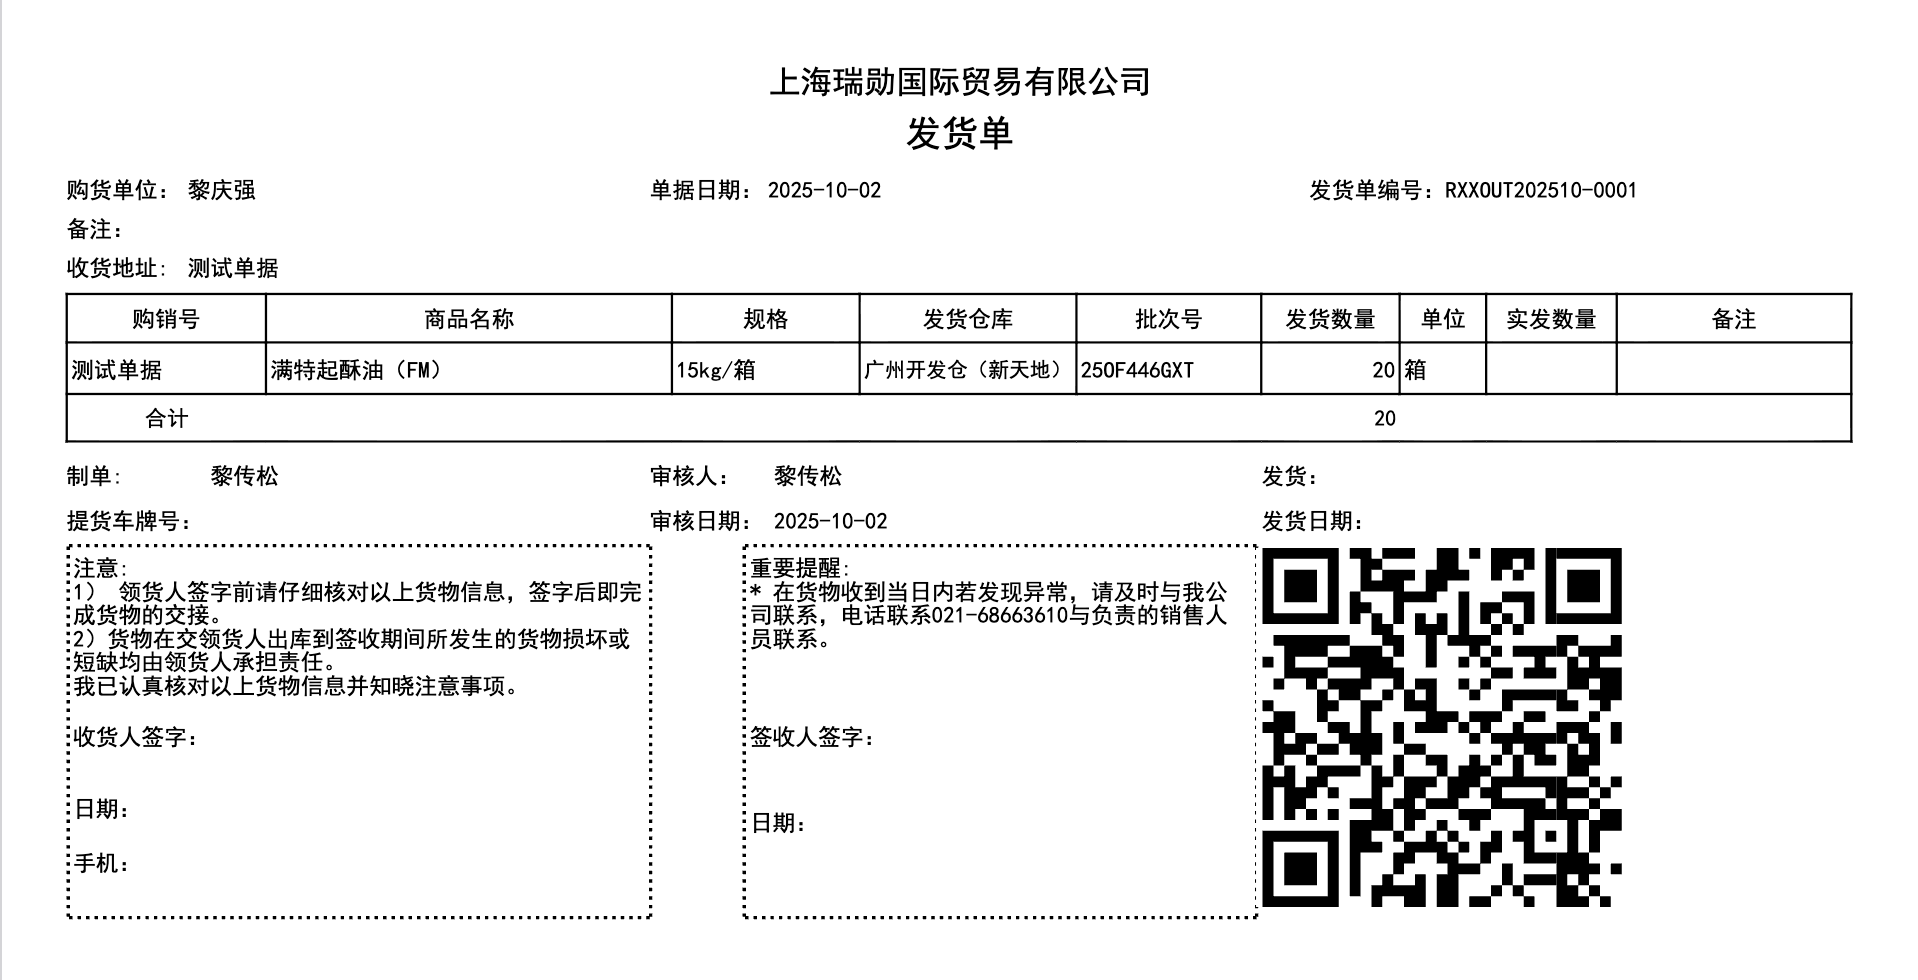 上海瑞勋国际贸易有限公司
发货单
购货单位： 黎庆强 单据日期： 2025-10-02 发货单编号：RXXOUT202510-0001
备注：
收货地址： 测试单据
购销号 商品名称 规格 发货仓库 批次号 发货数量 单位 实发数量 备注
测试单据 满特起酥油（FM） 15kg/箱 广州开发仓（新天地） 250F446GXT 20 箱
合计 20
制单： 黎传松 审核人： 黎传松 发货：
提货车牌号： 审核日期： 2025-10-02 发货日期：
注意：
1） 领货人签字前请仔细核对以上货物信息，签字后即完
成货物的交接。
2）货物在交领货人出库到签收期间所发生的货物损坏或
短缺均由领货人承担责任。
我已认真核对以上货物信息并知晓注意事项。
收货人签字：
日期：
手机：
重要提醒：
* 在货物收到当日内若发现异常，请及时与我公
司联系，电话联系021-68663610与负责的销售人
员联系。
签收人签字：
日期：